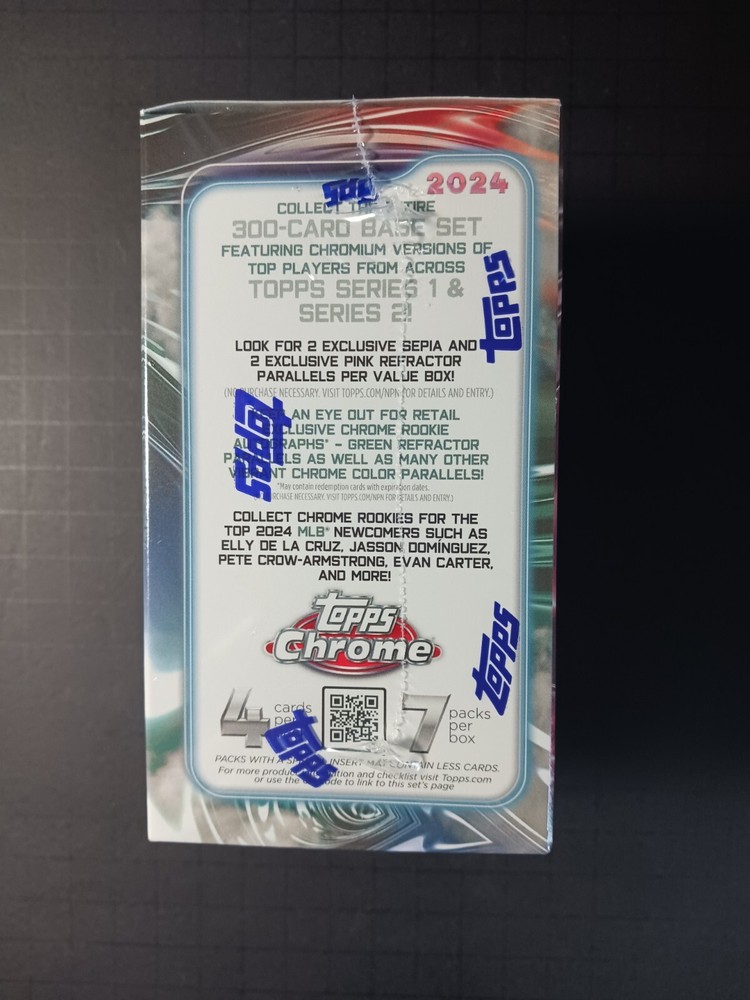 2024
COLLECT THE
300-CARD BASE SET
FEATURING CHROMIUM VERSIONS OF
TOP PLAYERS FROM ACROSS
TOPPS SERIES 1 &
SERIES 2!
LOOK FOR 2 EXCLUSIVE SEPIA AND
2 EXCLUSIVE PINK REFRACTOR
PARALLELS PER VALUE BOX!
(NO PURCHASE NECESSARY. VISIT TOPPS.COM/NPN FOR DETAILS AND ENTRY.)
AN EYE OUT FOR RETAIL
CHROME ROOKIE
AUTOGRAPHS* - GREEN REFRACTOR
PARALLELS AS WELL AS MANY OTHER
VIBRANT CHROME COLOR PARALLELS!
*May contain redemption cards with expiration dates.
NECESSARY. VISIT TOPPS.COM/NPN FOR DETAILS AND ENTRY.)
COLLECT CHROME ROOKIES FOR THE
TOP 2024 MLB® NEWCOMERS SUCH AS
ELLY DE LA CRUZ, JASSON DOMÍNGUEZ,
PETE CROW-ARMSTRONG, EVAN CARTER,
AND MORE!
topps
Chrome
4 cards per
7 packs per box
PACKS WITH A INSERT MAY CONTAIN LESS CARDS.
For more product and checklist visit Topps.com
or use the code to link to this set's page
topps
topps
topps
topps
topps